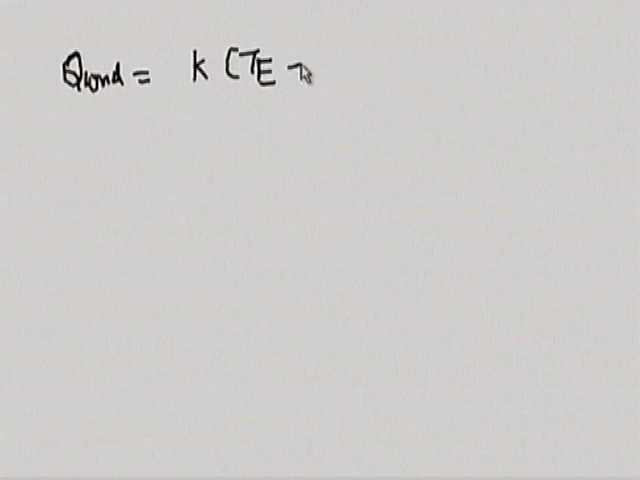 Qcond = K (TE -